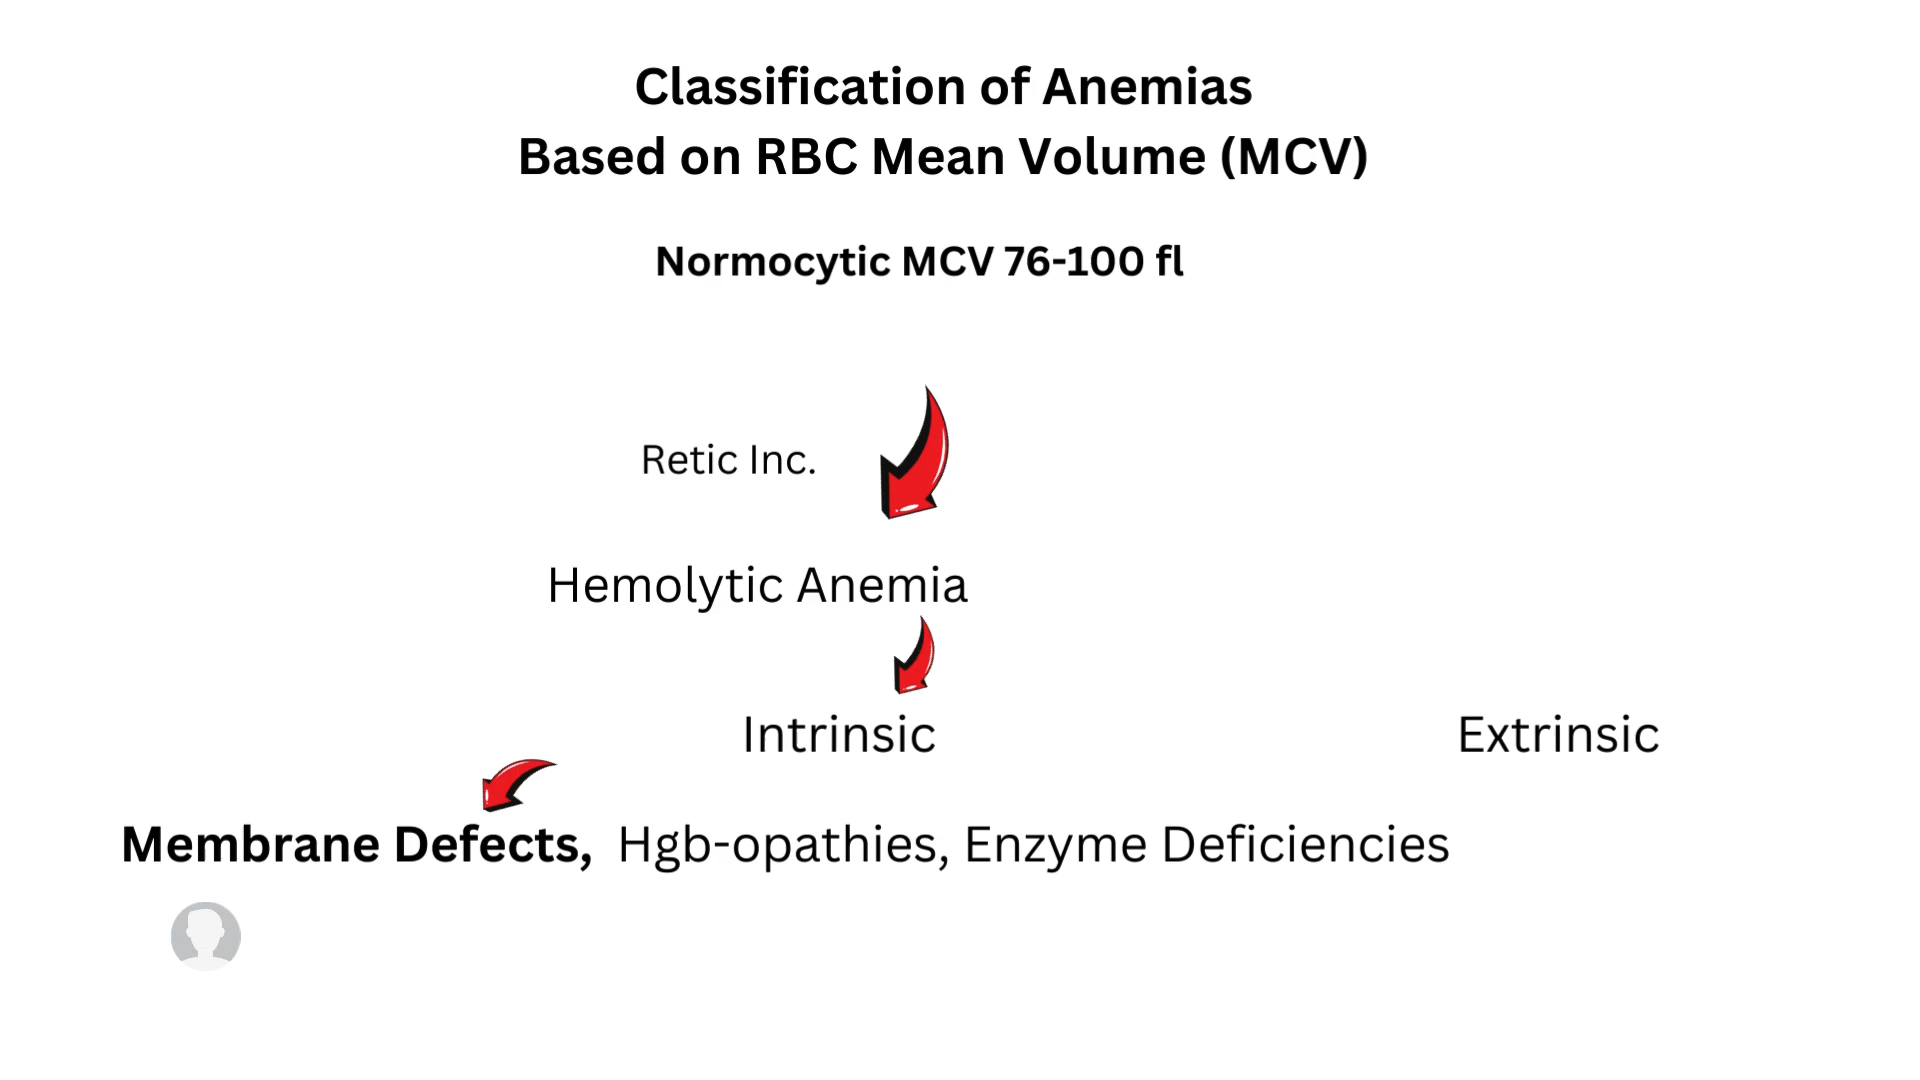 Classification of Anemias
Based on RBC Mean Volume (MCV)
Normocytic MCV 76-100 fl
Retic Inc.
Hemolytic Anemia
Intrinsic Extrinsic
Membrane Defects, Hgb-opathies, Enzyme Deficiencies